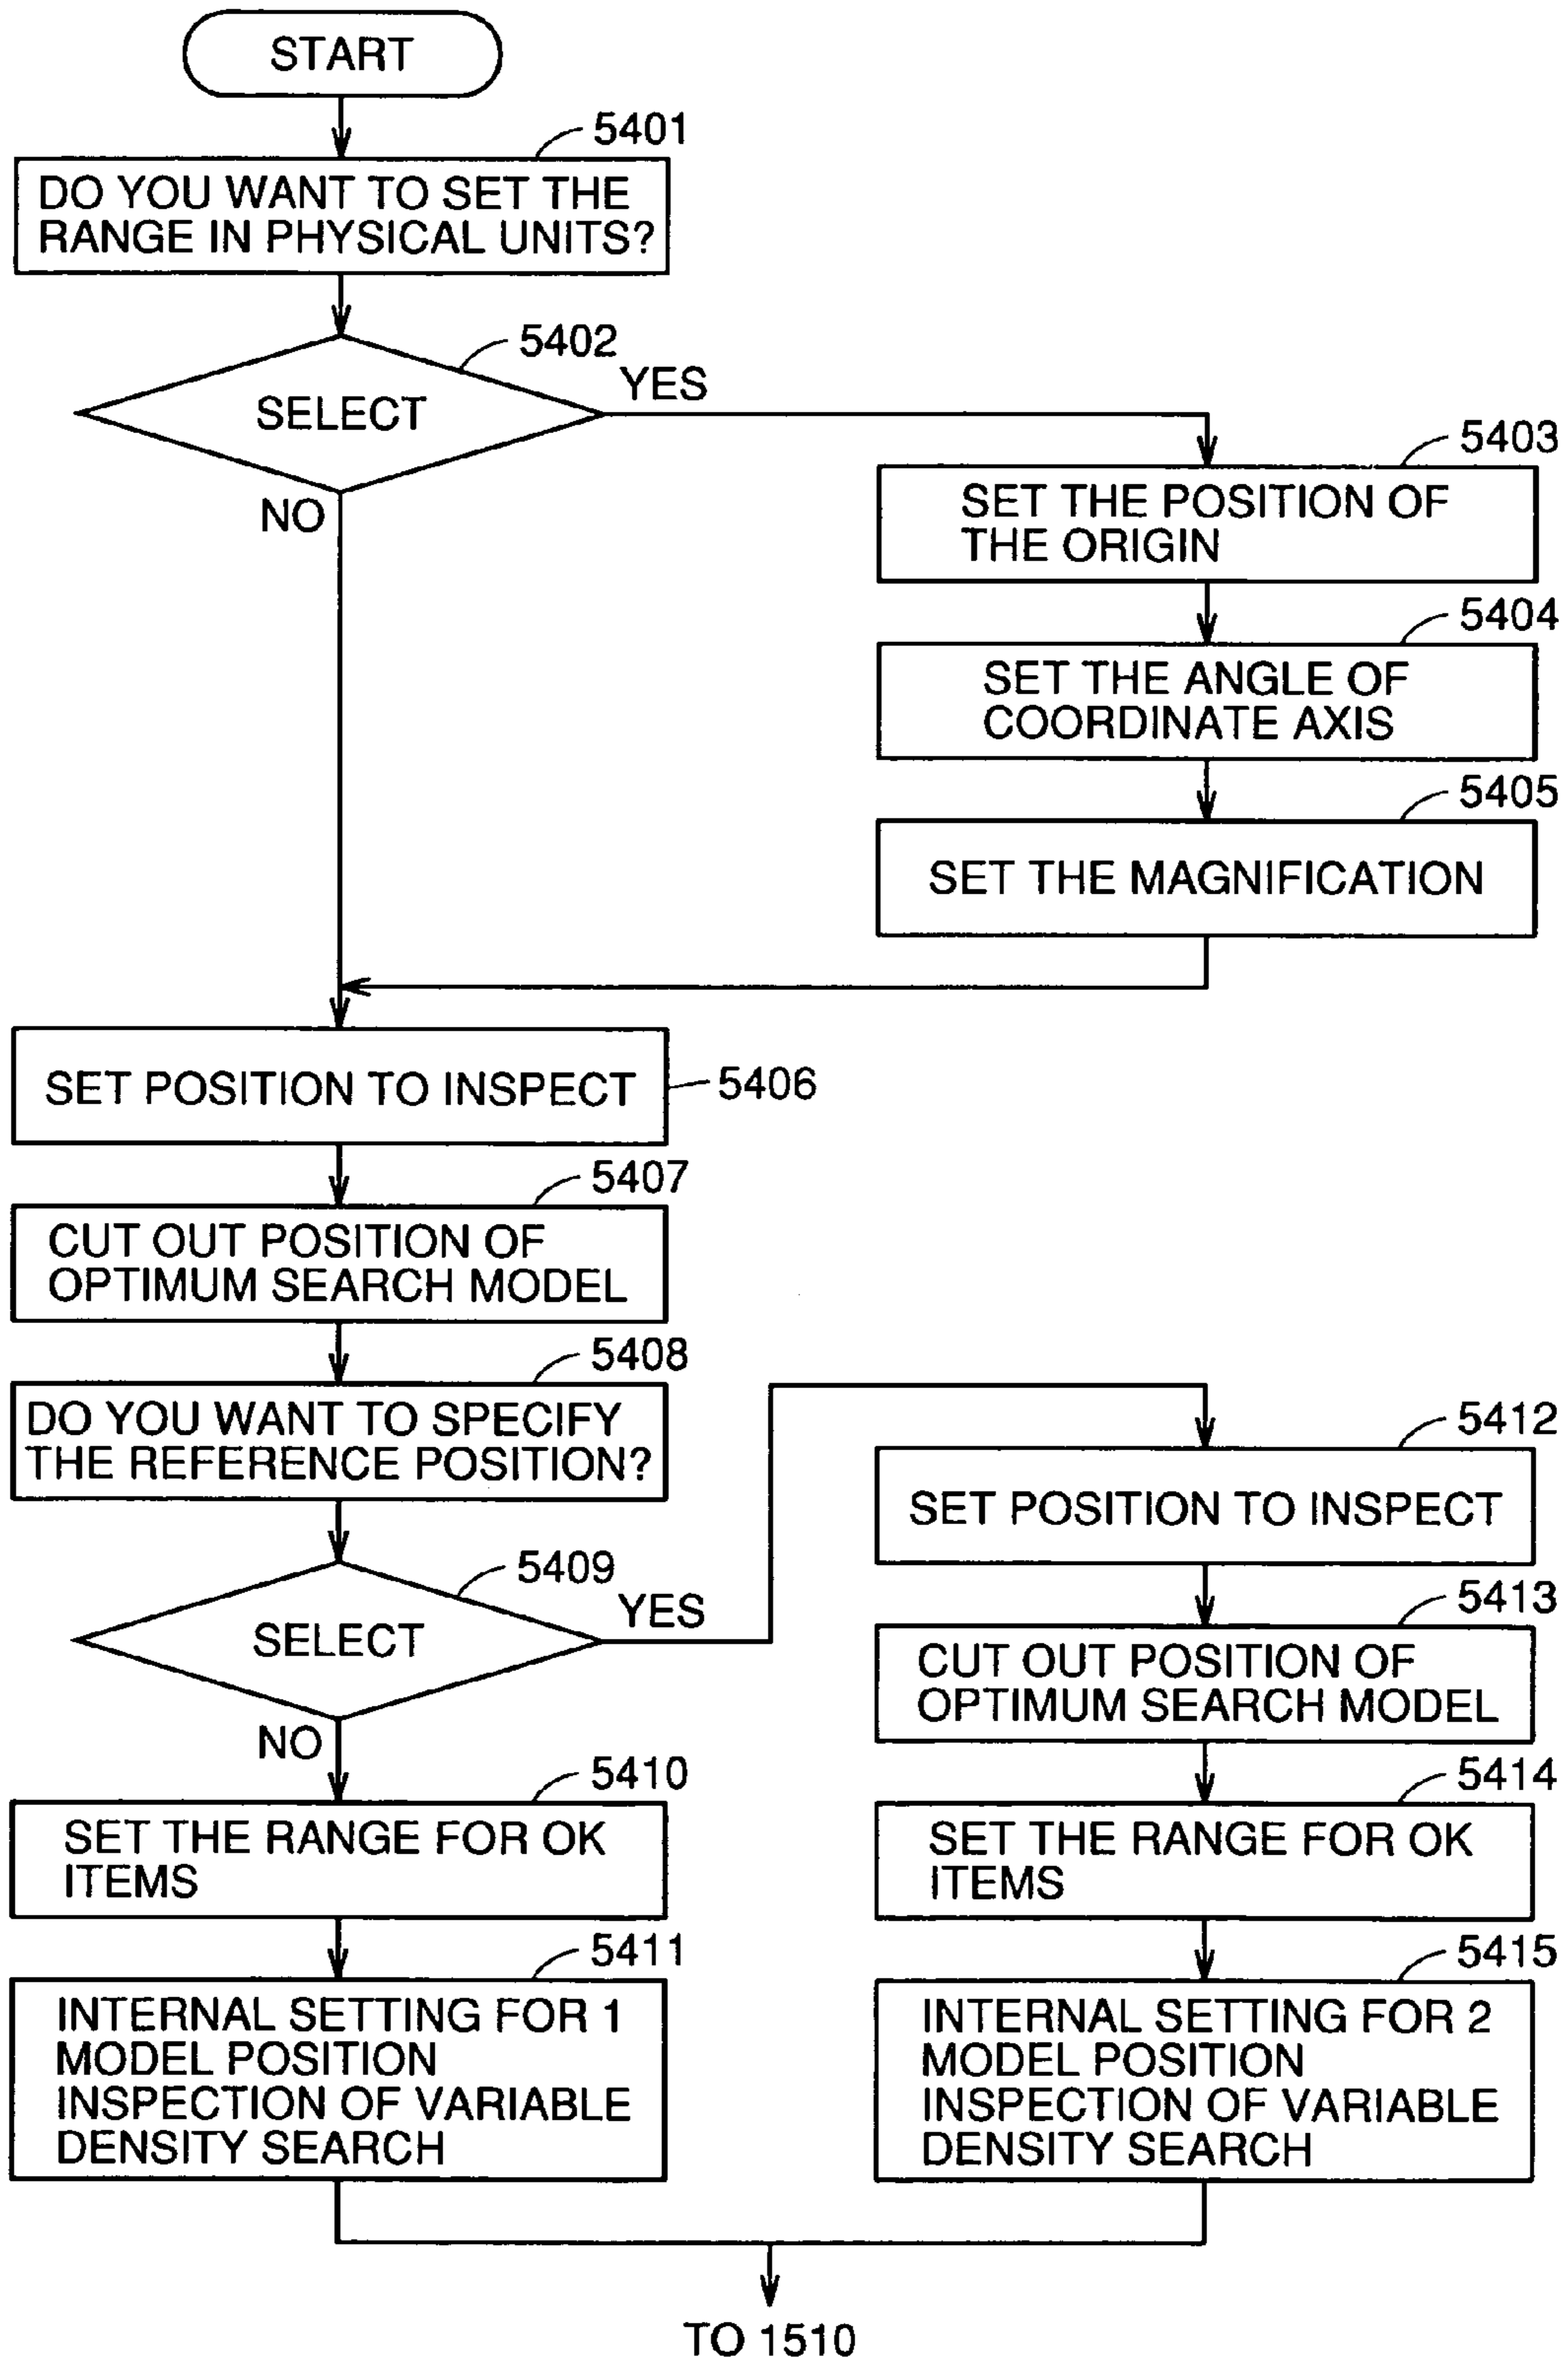 START
5401
DO YOU WANT TO SET THE
RANGE IN PHYSICAL UNITS?
5402
SELECT
YES
NO
5403
SET THE POSITION OF
THE ORIGIN
5404
SET THE ANGLE OF
COORDINATE AXIS
5405
SET THE MAGNIFICATION
SET POSITION TO INSPECT
5406
5407
CUT OUT POSITION OF
OPTIMUM SEARCH MODEL
5408
DO YOU WANT TO SPECIFY
THE REFERENCE POSITION?
5409
SELECT
YES
NO
5410
SET THE RANGE FOR OK
ITEMS
5411
INTERNAL SETTING FOR 1
MODEL POSITION
INSPECTION OF VARIABLE
DENSITY SEARCH
5412
SET POSITION TO INSPECT
5413
CUT OUT POSITION OF
OPTIMUM SEARCH MODEL
5414
SET THE RANGE FOR OK
ITEMS
5415
INTERNAL SETTING FOR 2
MODEL POSITION
INSPECTION OF VARIABLE
DENSITY SEARCH
TO 1510